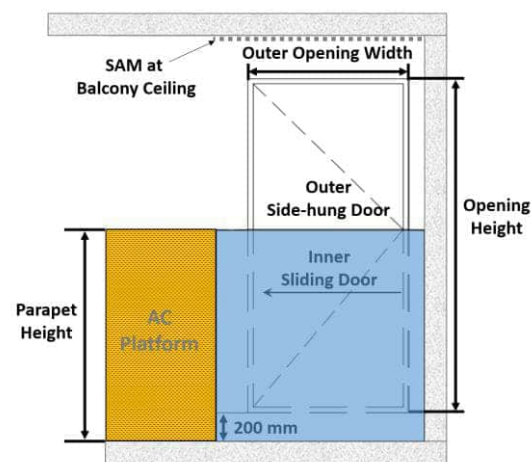 SAM at
Balcony Ceiling
Outer Opening Width
Outer
Side-hung Door
Opening
Height
Inner
Sliding Door
Parapet
Height
AC
Platform
200 mm